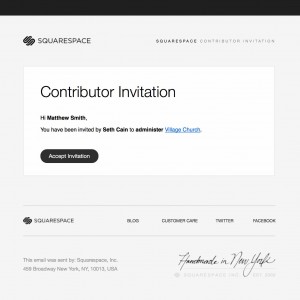 SQUARESPACE
SQUARESPACE CONTRIBUTOR INVITATION
Contributor Invitation
Hi Matthew Smith,
You have been invited by Seth Cain to administer Village Church.
Accept Invitation
SQUARESPACE BLOG CUSTOMER CARE TWITTER FACEBOOK
This email was sent by: Squarespace, Inc.
459 Broadway New York, NY, 10013, USA
Handmade in New York
SQUARESPACE INC.